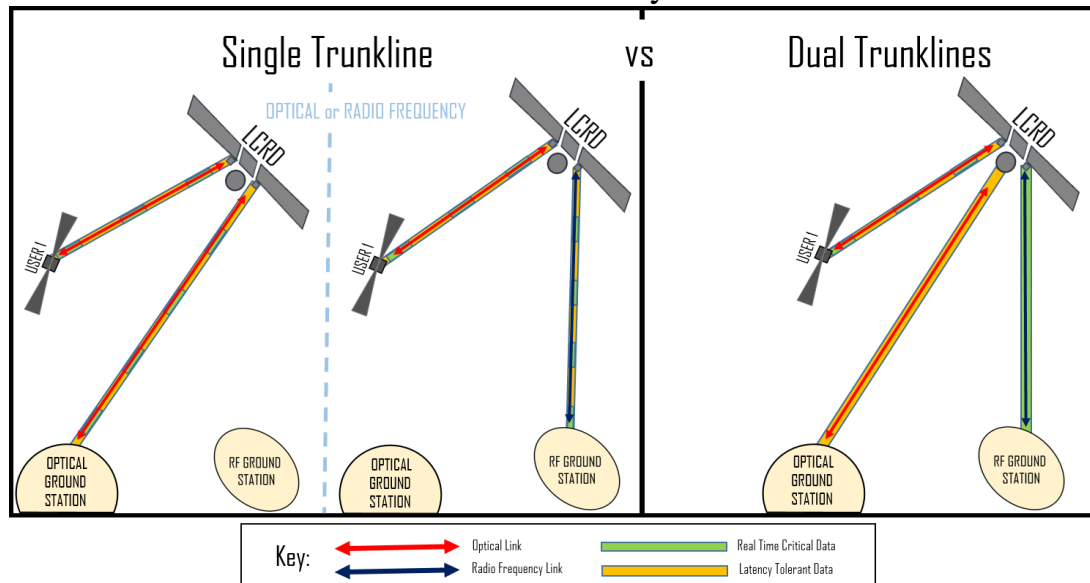 Single Trunkline
vs
Dual Trunklines
OPTICAL or RADIO FREQUENCY
LCRD
USER 1
OPTICAL
GROUND
STATION
RF GROUND
STATION
LCRD
USER 1
OPTICAL
GROUND
STATION
RF GROUND
STATION
LCRD
USER 1
OPTICAL
GROUND
STATION
RF GROUND
STATION
Key:
Optical Link
Real Time Critical Data
Radio Frequency Link
Latency Tolerant Data